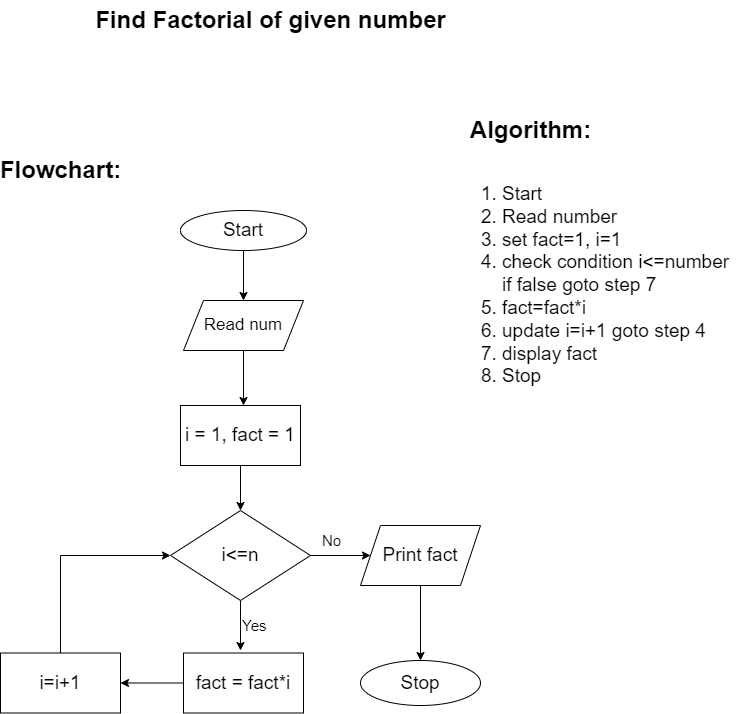 Find Factorial of given number
Algorithm:
1. Start
2. Read number
3. set fact=1, i=1
4. check condition i<=number
if false goto step 7
5. fact=fact*i
6. update i=i+1 goto step 4
7. display fact
8. Stop
Flowchart:
Start
Read num
i = 1, fact = 1
i<=n
No
Print fact
Yes
i=i+1
fact = fact*i
Stop